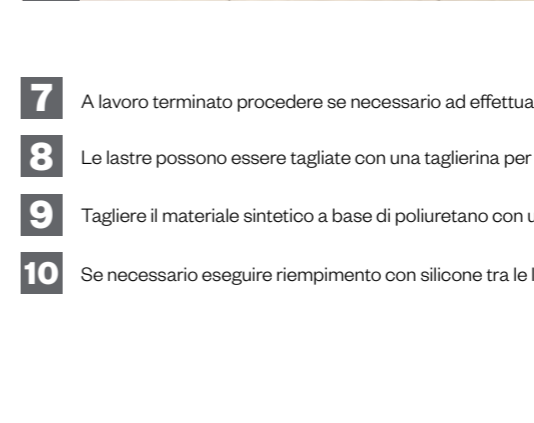 7 A lavoro terminato procedere se necessario ad
8 Le lastre possono essere tagliate con una taglierina per
9 Tagliere il materiale sintetico a base di poliuretano con
10 Se necessario eseguire riempimento con silicone tra le